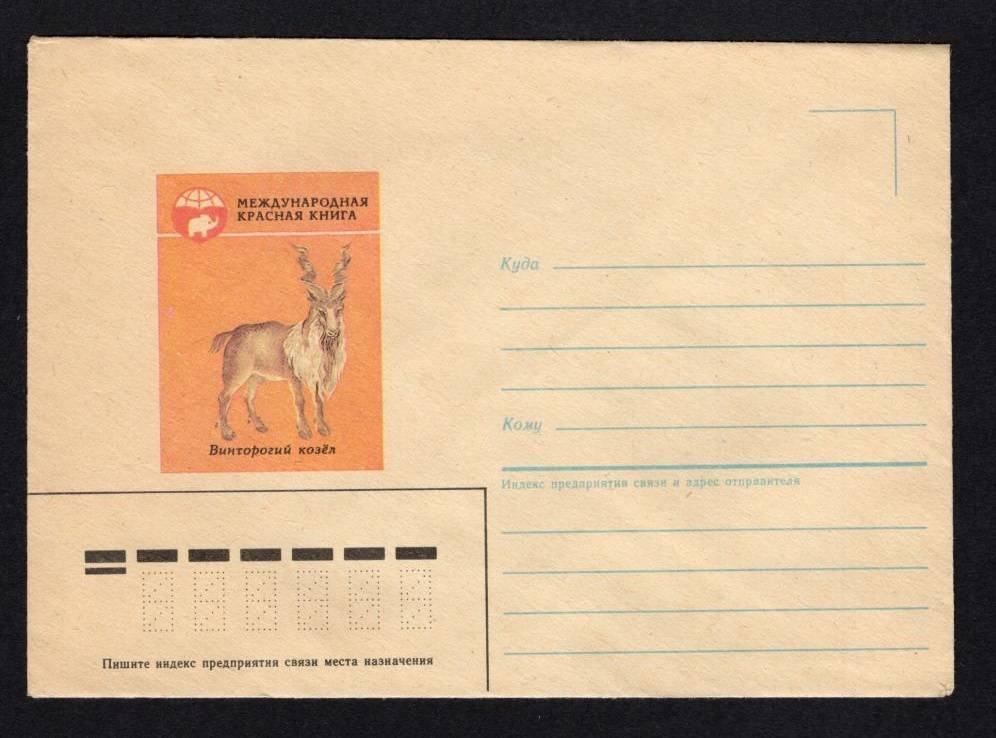 МЕЖДУНАРОДНАЯ
КРАСНАЯ КНИГА
Винторогий козёл
Куда
Кому
Индекс предприятия связи и адрес отправителя
Пишите индекс предприятия связи места назначения